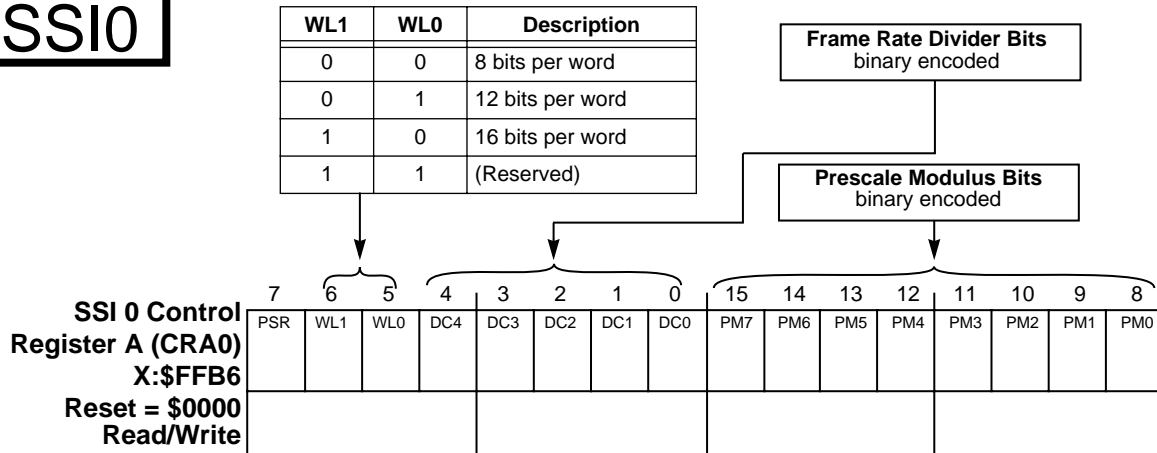 SSI0
WL1 WL0 Description
0 0 8 bits per word
0 1 12 bits per word
1 0 16 bits per word
1 1 (Reserved)
Frame Rate Divider Bits
binary encoded
Prescale Modulus Bits
binary encoded
7 6 5 4 3 2 1 0 15 14 13 12 11 10 9 8
PSR WL1 WL0 DC4 DC3 DC2 DC1 DC0 PM7 PM6 PM5 PM4 PM3 PM2 PM1 PM0
SSI 0 Control
Register A (CRA0)
X:$FFB6
Reset = $0000
Read/Write